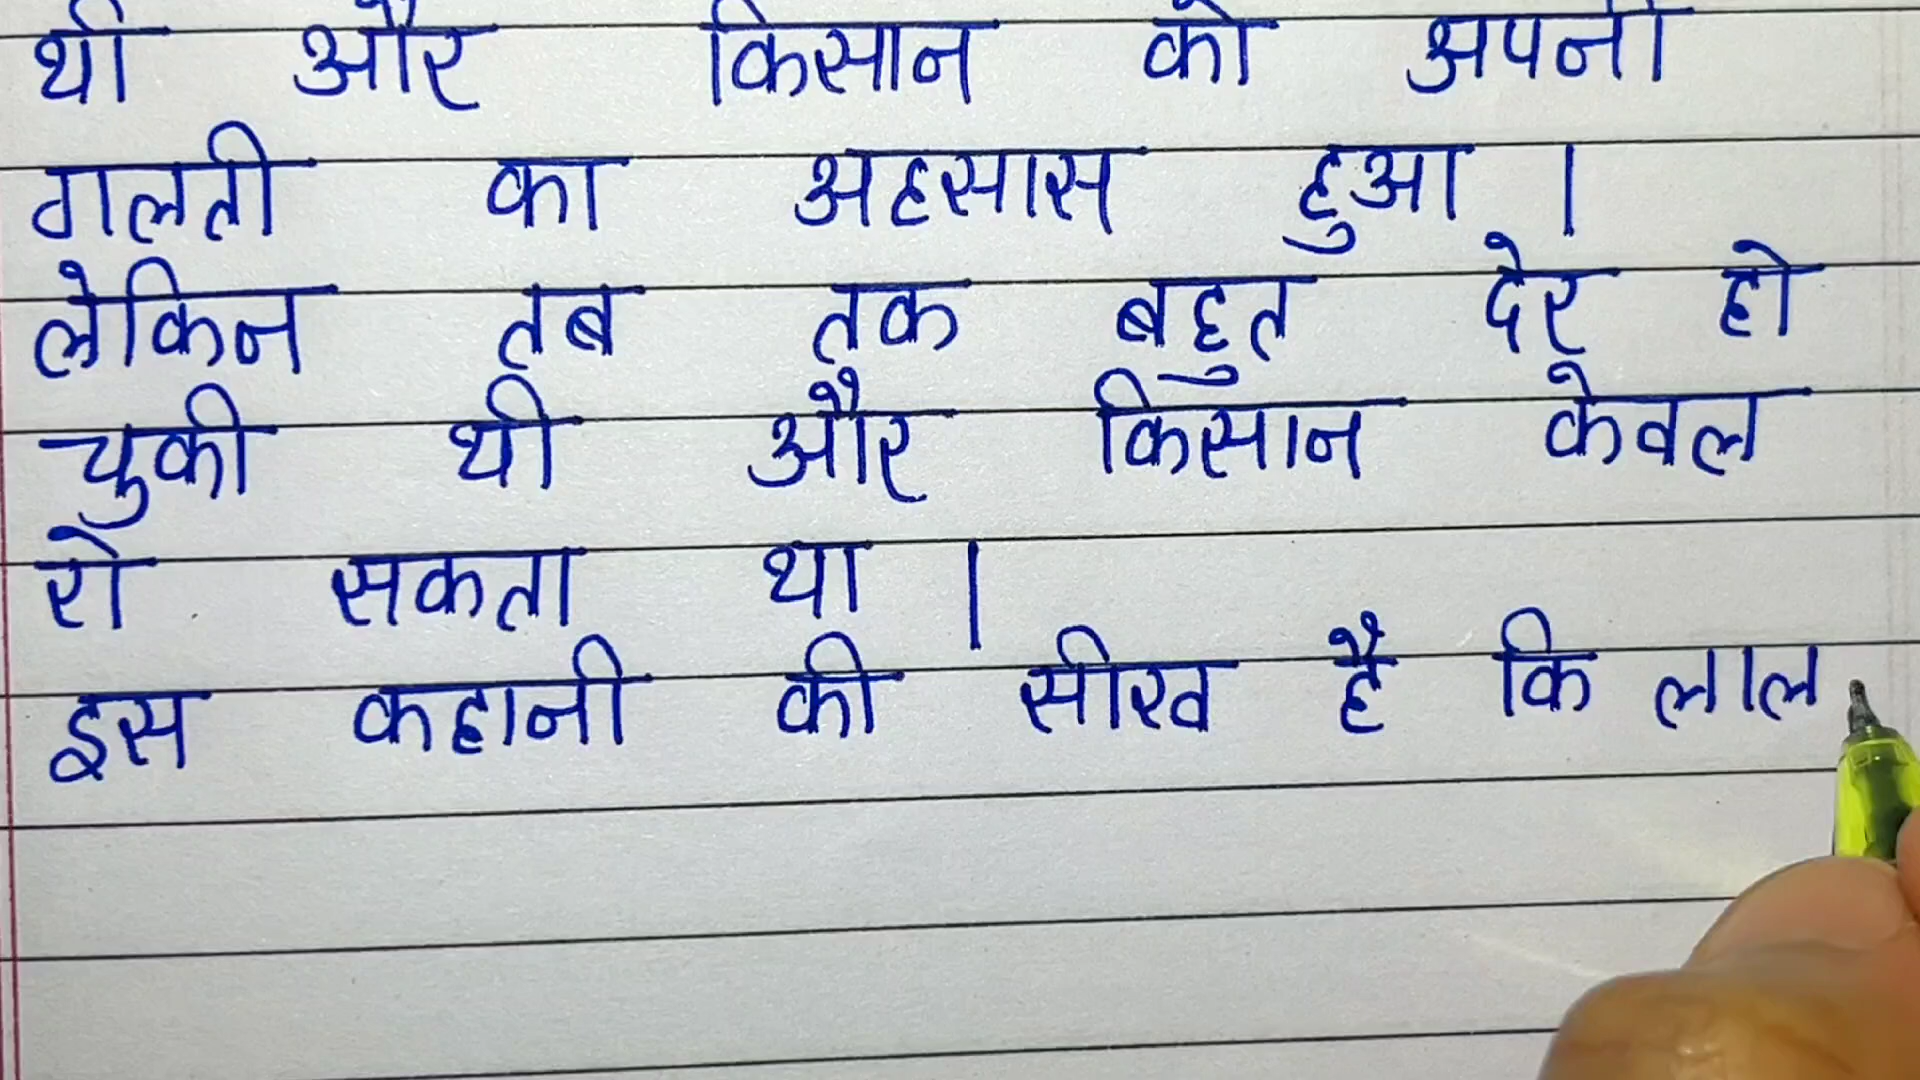 थी और किसान को अपनी
गलती का अहसास हुआ ।
लेकिन तब तक बहुत देर हो
चुकी थी और किसान केवल
रो सकता था ।
इस कहानी की सीख है कि लाल